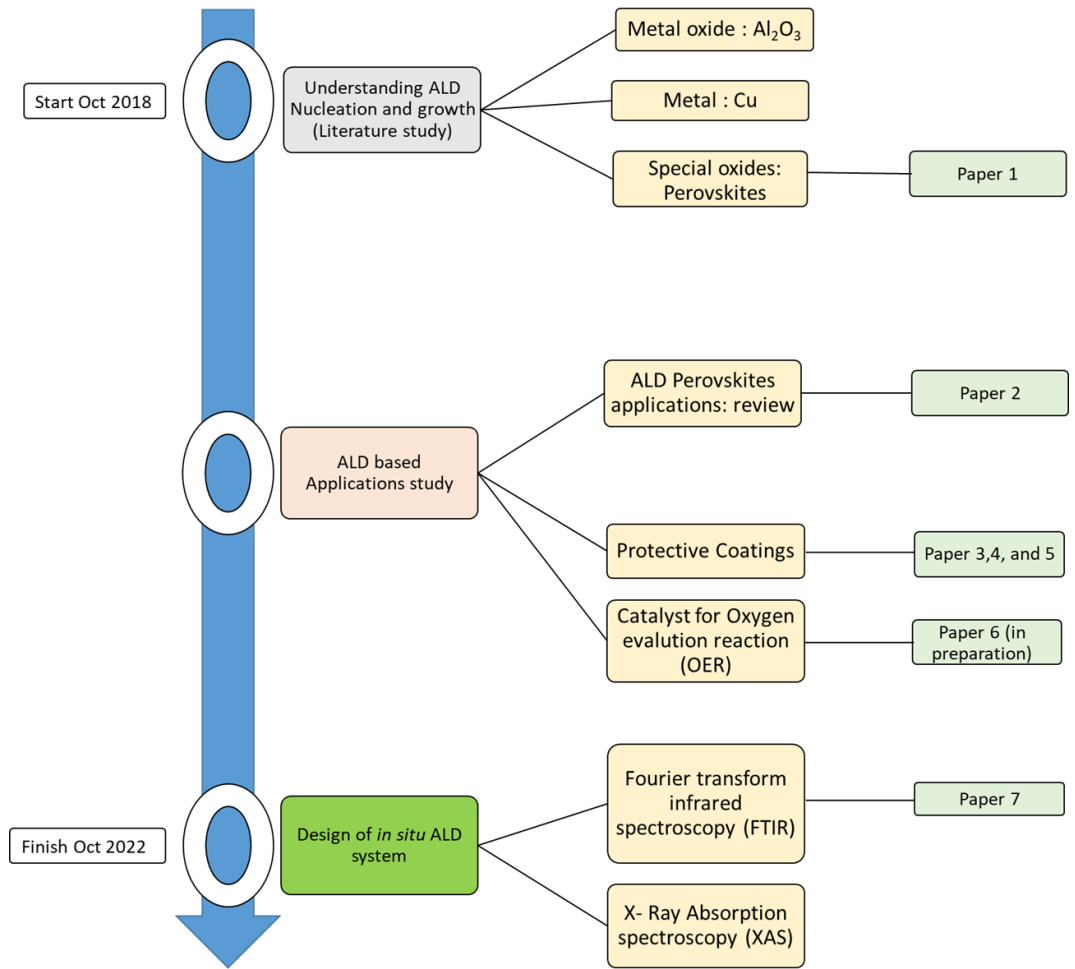 Start Oct 2018
Understanding ALD
Nucleation and growth
(Literature study)
Metal oxide : Al₂O₃
Metal : Cu
Special oxides:
Perovskites
Paper 1
ALD based
Applications study
ALD Perovskites
applications: review
Paper 2
Protective Coatings
Paper 3,4, and 5
Catalyst for Oxygen
evalution reaction
(OER)
Paper 6 (in
preparation)
Finish Oct 2022
Design of in situ ALD
system
Fourier transform
infrared
spectroscopy (FTIR)
Paper 7
X- Ray Absorption
spectroscopy (XAS)